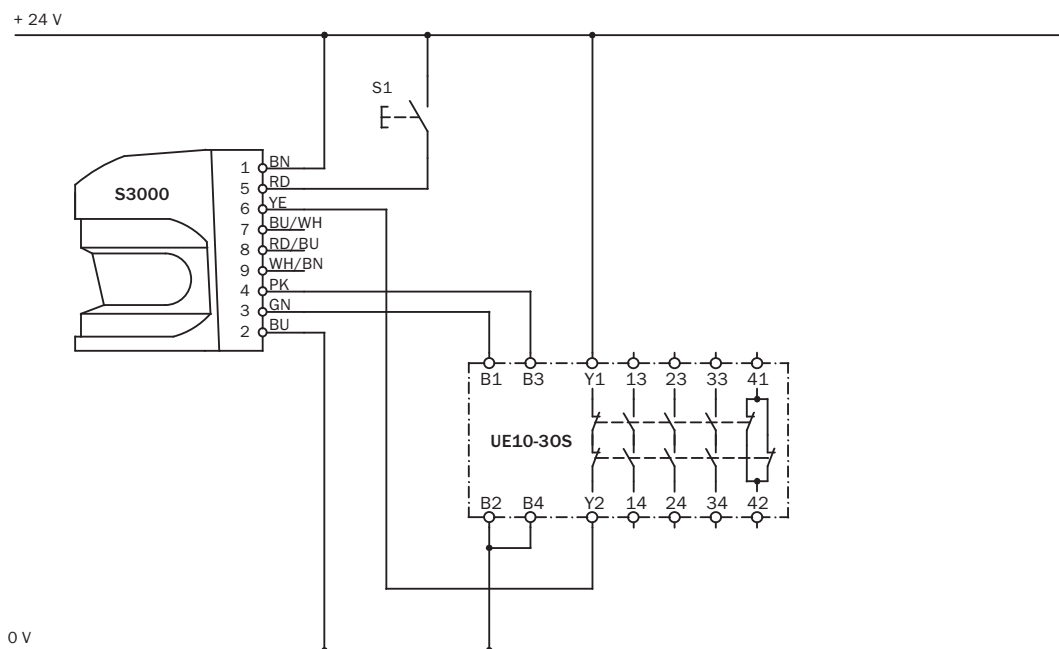 + 24 V
S1
S3000
1 BN
5 RD
6 YE
7 BU/WH
8 RD/BU
9 WH/BN
4 PK
3 GN
2 BU
B1 B3 Y1 13 23 33 41
UE10-3OS
B2 B4 Y2 14 24 34 42
0 V